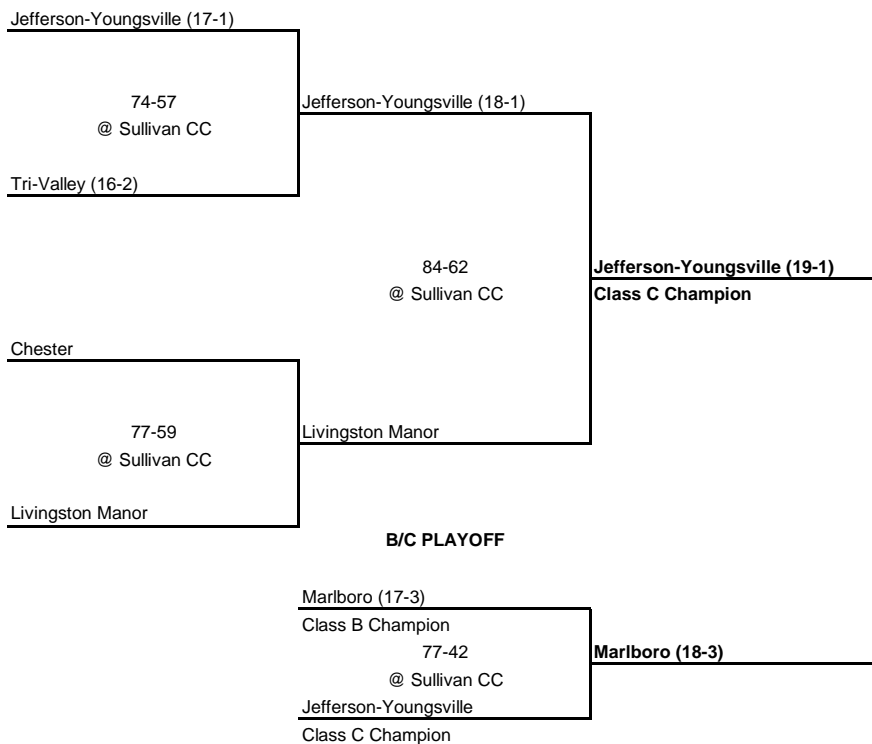 Jefferson-Youngsville (17-1)
74-57
@ Sullivan CC
Jefferson-Youngsville (18-1)
Tri-Valley (16-2)
84-62
@ Sullivan CC
Jefferson-Youngsville (19-1)
Class C Champion
Chester
77-59
@ Sullivan CC
Livingston Manor
Livingston Manor
B/C PLAYOFF
Marlboro (17-3)
Class B Champion
77-42
@ Sullivan CC
Marlboro (18-3)
Jefferson-Youngsville
Class C Champion